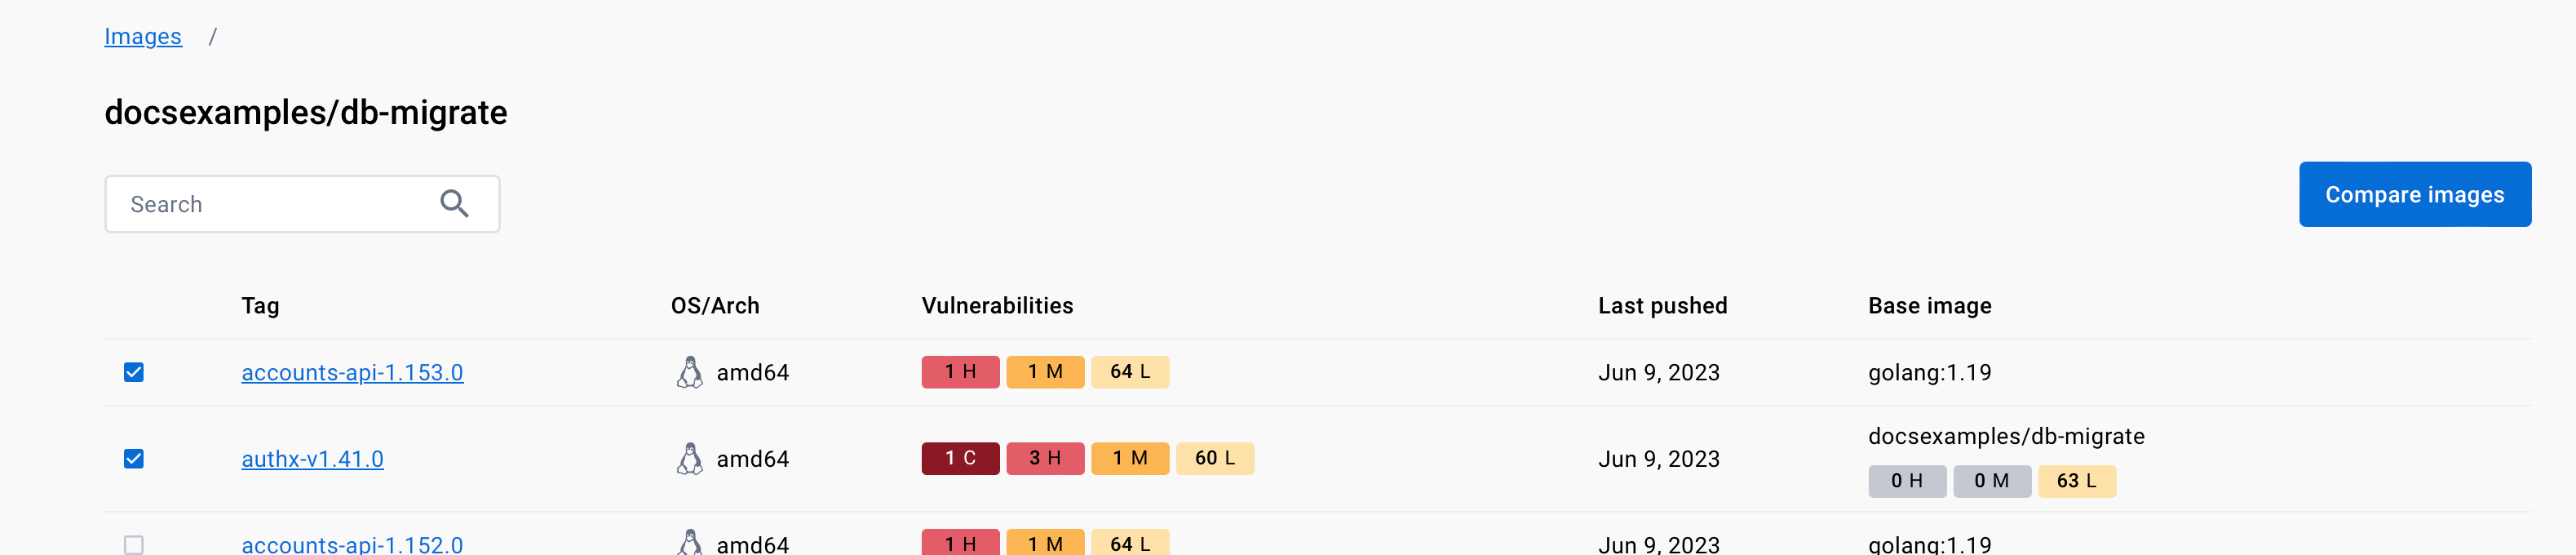 Images /
docsexamples/db-migrate
Search
Compare images
Tag OS/Arch Vulnerabilities Last pushed Base image
accounts-api-1.153.0 amd64 1 H 1 M 64 L Jun 9, 2023 golang:1.19
authx-v1.41.0 amd64 1 C 3 H 1 M 60 L Jun 9, 2023 docsexamples/db-migrate
0 H 0 M 63 L
accounts-api-1.152.0 amd64 1 H 1 M 64 L Jun 9, 2023 golang:1.19